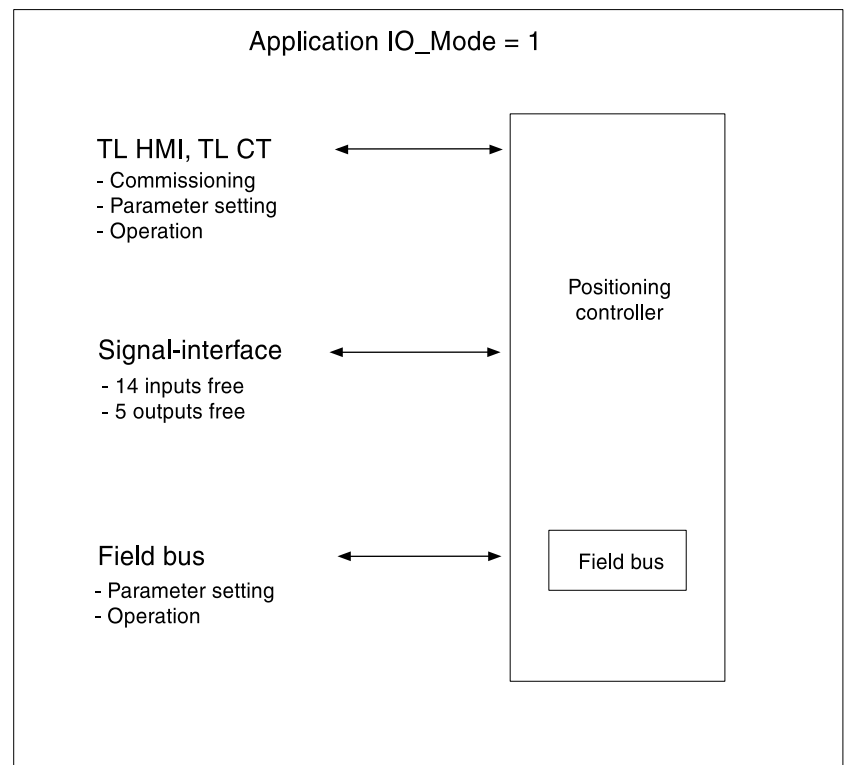 Application IO_Mode = 1
TL HMI, TL CT
- Commissioning
- Parameter setting
- Operation
Positioning
controller
Signal-interface
- 14 inputs free
- 5 outputs free
Field bus
- Parameter setting
- Operation
Field bus